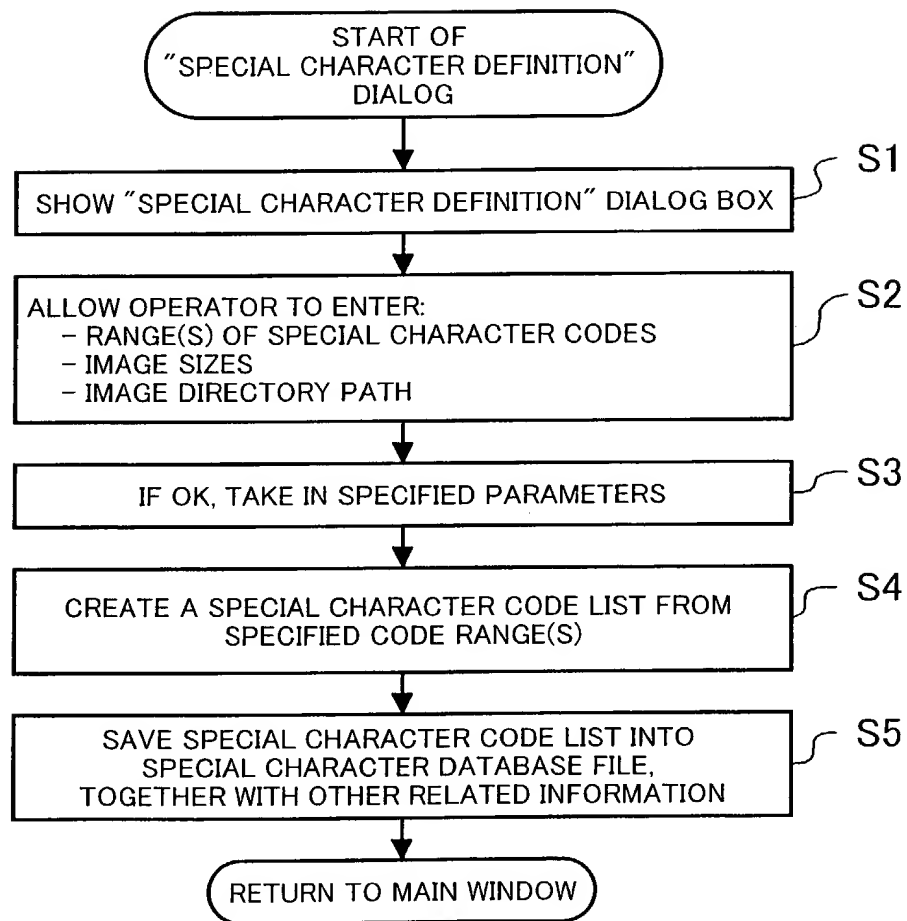 START OF
"SPECIAL CHARACTER DEFINITION"
DIALOG
S1
SHOW "SPECIAL CHARACTER DEFINITION" DIALOG BOX
S2
ALLOW OPERATOR TO ENTER:
– RANGE(S) OF SPECIAL CHARACTER CODES
– IMAGE SIZES
– IMAGE DIRECTORY PATH
S3
IF OK, TAKE IN SPECIFIED PARAMETERS
S4
CREATE A SPECIAL CHARACTER CODE LIST FROM
SPECIFIED CODE RANGE(S)
S5
SAVE SPECIAL CHARACTER CODE LIST INTO
SPECIAL CHARACTER DATABASE FILE,
TOGETHER WITH OTHER RELATED INFORMATION
RETURN TO MAIN WINDOW